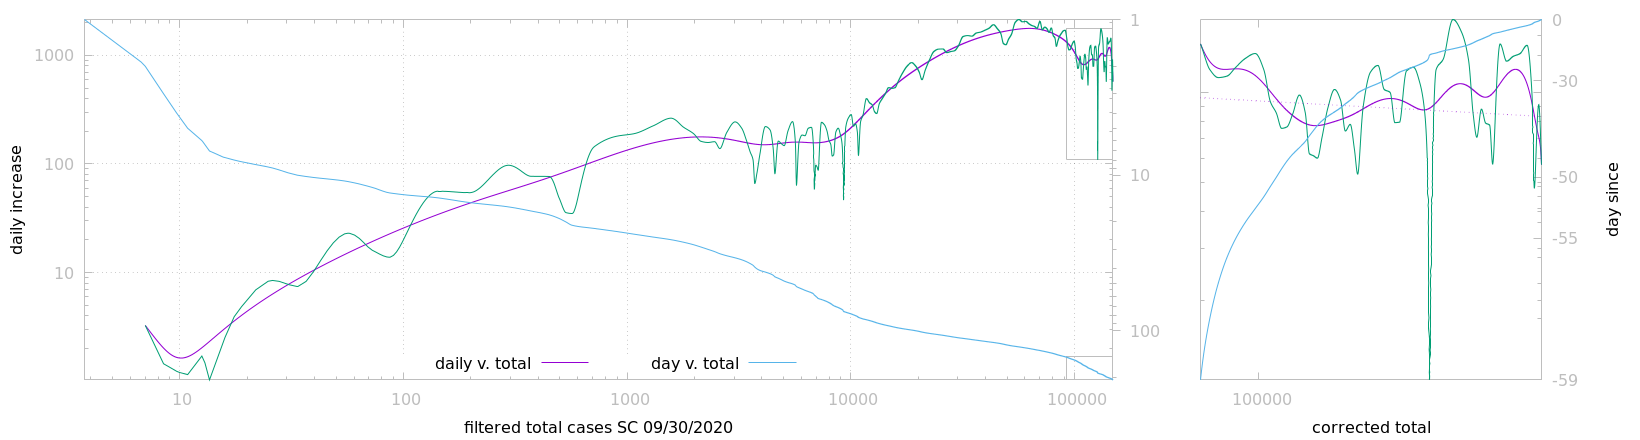 1000
100
10
daily increase
daily v. total
day v. total
10
100
1000
10000
100000
filtered total cases SC 09/30/2020
1
10
100
0
-30
-50
-55
-59
day since
100000
corrected total